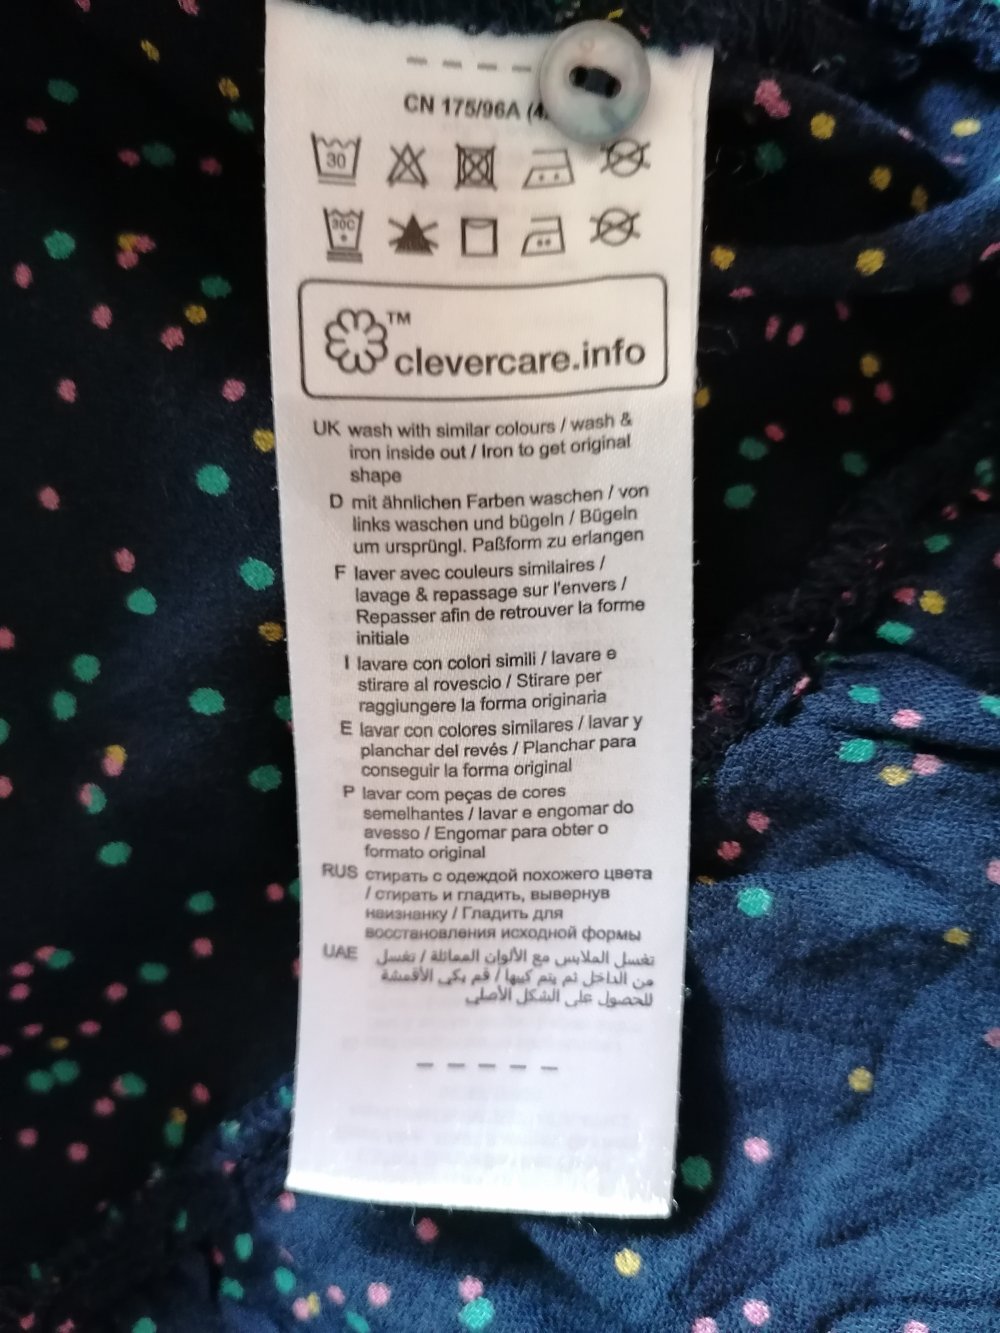 CN 175/96A
30
30C
TM
clevercare.info
UK wash with similar colours / wash &
iron inside out / Iron to get original
shape
D mit ähnlichen Farben waschen / von
links waschen und bügeln / Bügeln
um ursprüngl. Paßform zu erlangen
F laver avec couleurs similaires /
lavage & repassage sur l'envers /
Repasser afin de retrouver la forme
initiale
I lavare con colori simili / lavare e
stirare al rovescio / Stirare per
raggiungere la forma originaria
E lavar con colores similares / lavar y
planchar del revés / Planchar para
conseguir la forma original
P lavar com peças de cores
semelhantes / lavar e engomar do
avesso / Engomar para obter o
formato original
RUS стирать с одеждой похожего цвета
/ стирать и гладить, вывернув
наизнанку / Гладить для
восстановления исходной формы
UAE تغسل الملابس مع الألوان المماثلة / تغسل
من الداخل ثم يتم كيها / قم بكي الأقمشة
للحصول على الشكل الأصلي